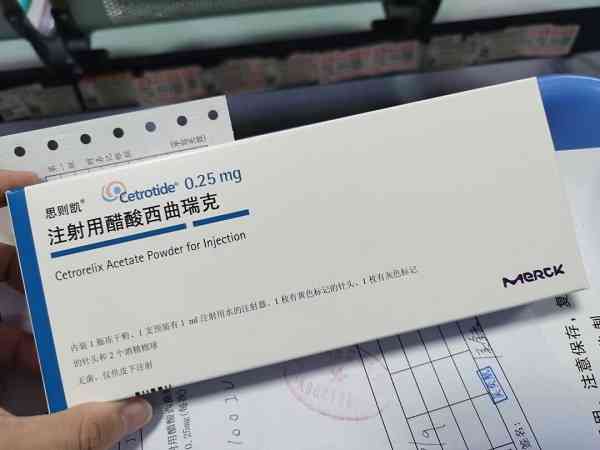 思则凯® Cetrotide® 0.25 mg
注射用醋酸西曲瑞克
Cetrorelix Acetate Powder for Injection
MERCK
内装 1 瓶冻干粉，1 支预装有 1 ml 注射用水的注射器，1 枚有黄色标记的针头，1 枚有灰色标记
的针头和 2 个酒精棉球
无菌，仅供皮下注射
注意保存，
0.25mg